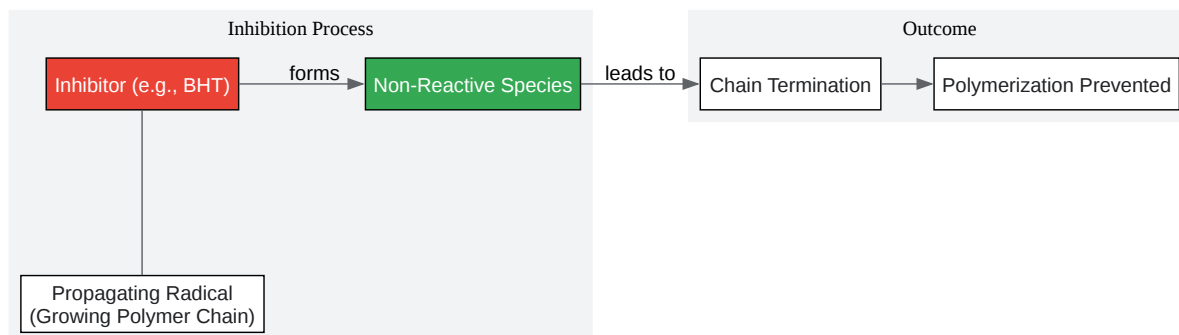 Inhibition Process
Outcome
Inhibitor (e.g., BHT)
forms
Non-Reactive Species
leads to
Chain Termination
Polymerization Prevented
Propagating Radical
(Growing Polymer Chain)